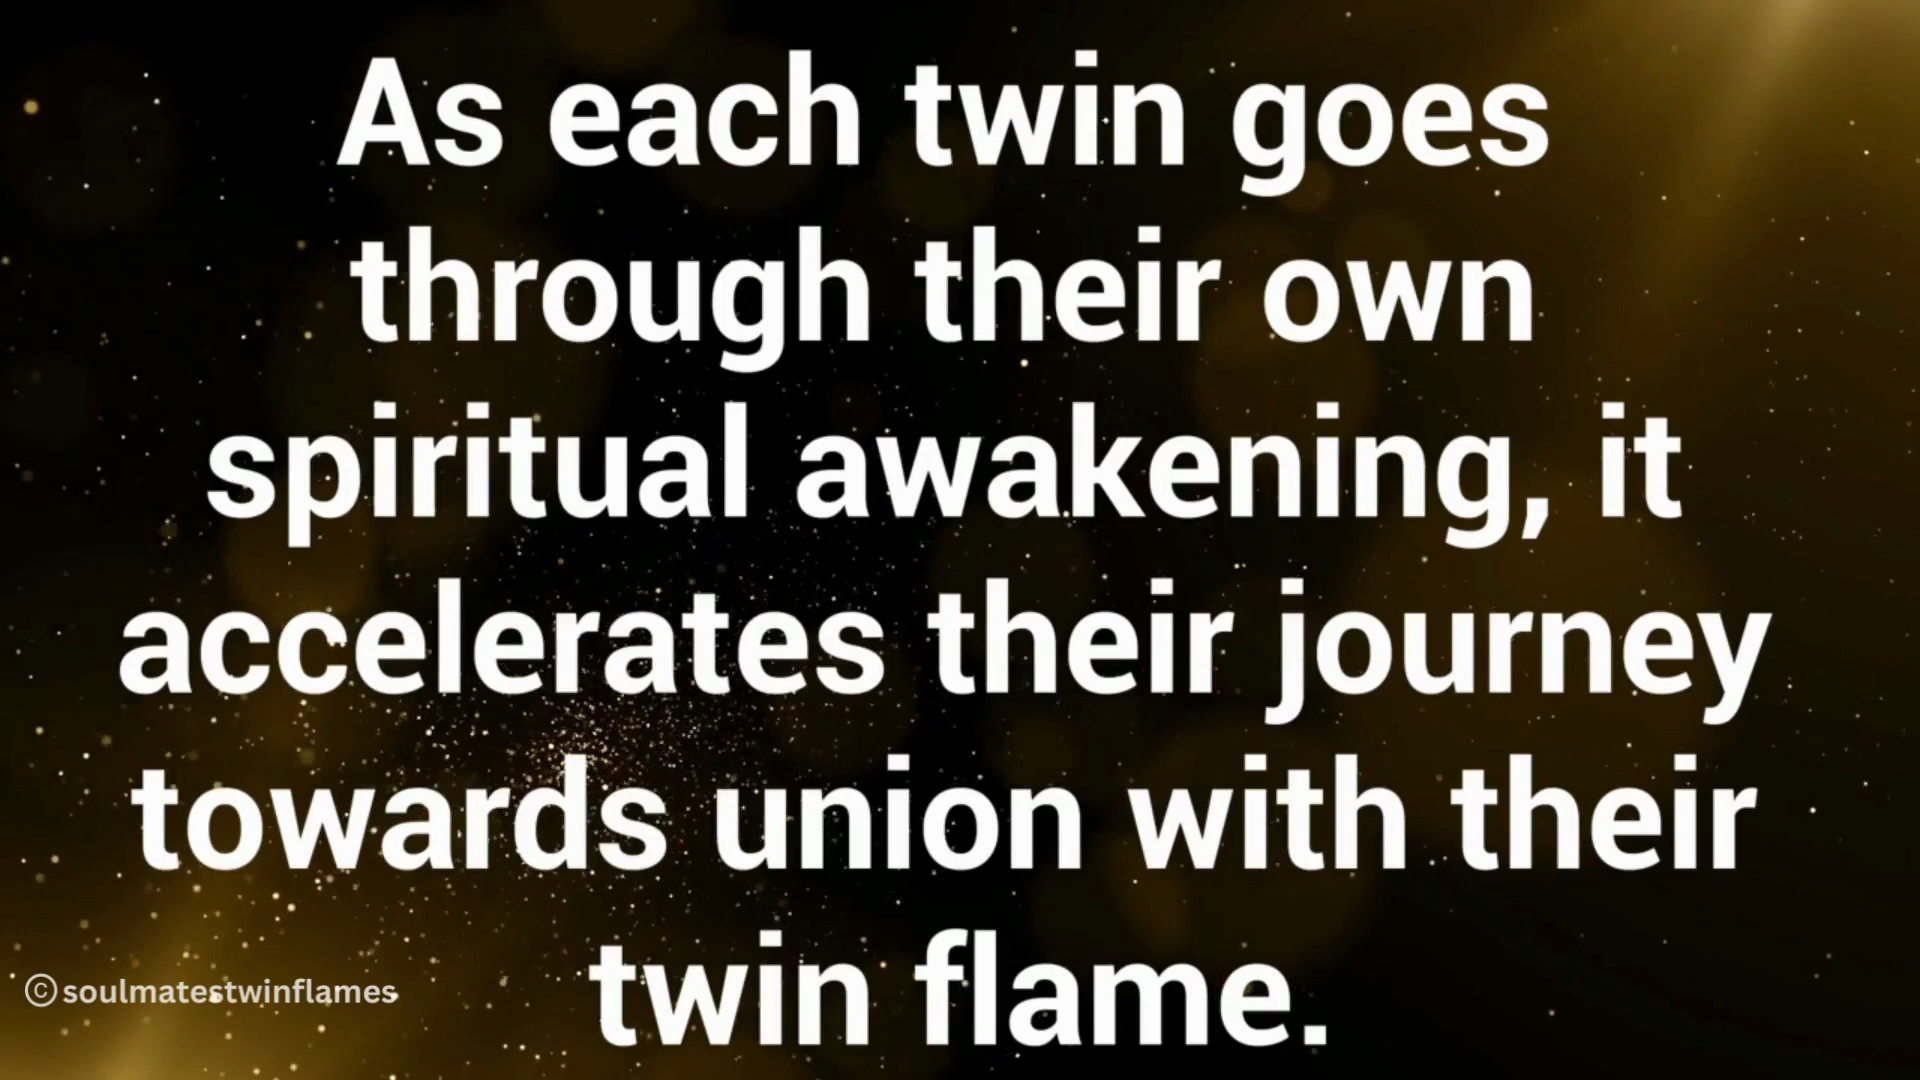 As each twin goes
through their own
spiritual awakening, it
accelerates their journey
towards union with their
twin flame.
©soulmatestwinflames